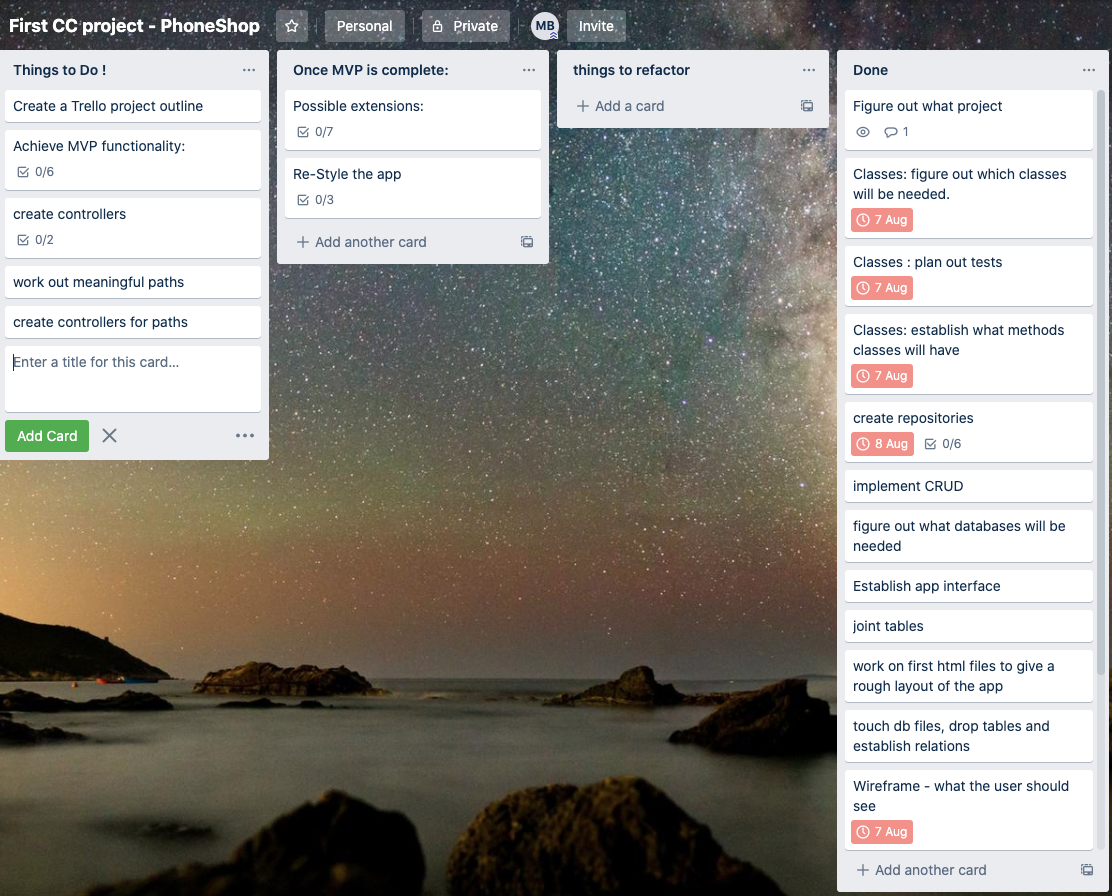 First CC project - PhoneShop
Personal
Private
MB
Invite
Things to Do !
Create a Trello project outline
Achieve MVP functionality:
0/6
create controllers
0/2
work out meaningful paths
create controllers for paths
Enter a title for this card...
Add Card
Once MVP is complete:
Possible extensions:
0/7
Re-Style the app
0/3
Add another card
things to refactor
Add a card
Done
Figure out what project
1
Classes: figure out which classes
will be needed.
7 Aug
Classes : plan out tests
7 Aug
Classes: establish what methods
classes will have
7 Aug
create repositories
8 Aug 0/6
implement CRUD
figure out what databases will be
needed
Establish app interface
joint tables
work on first html files to give a
rough layout of the app
touch db files, drop tables and
establish relations
Wireframe - what the user should
see
7 Aug
Add another card